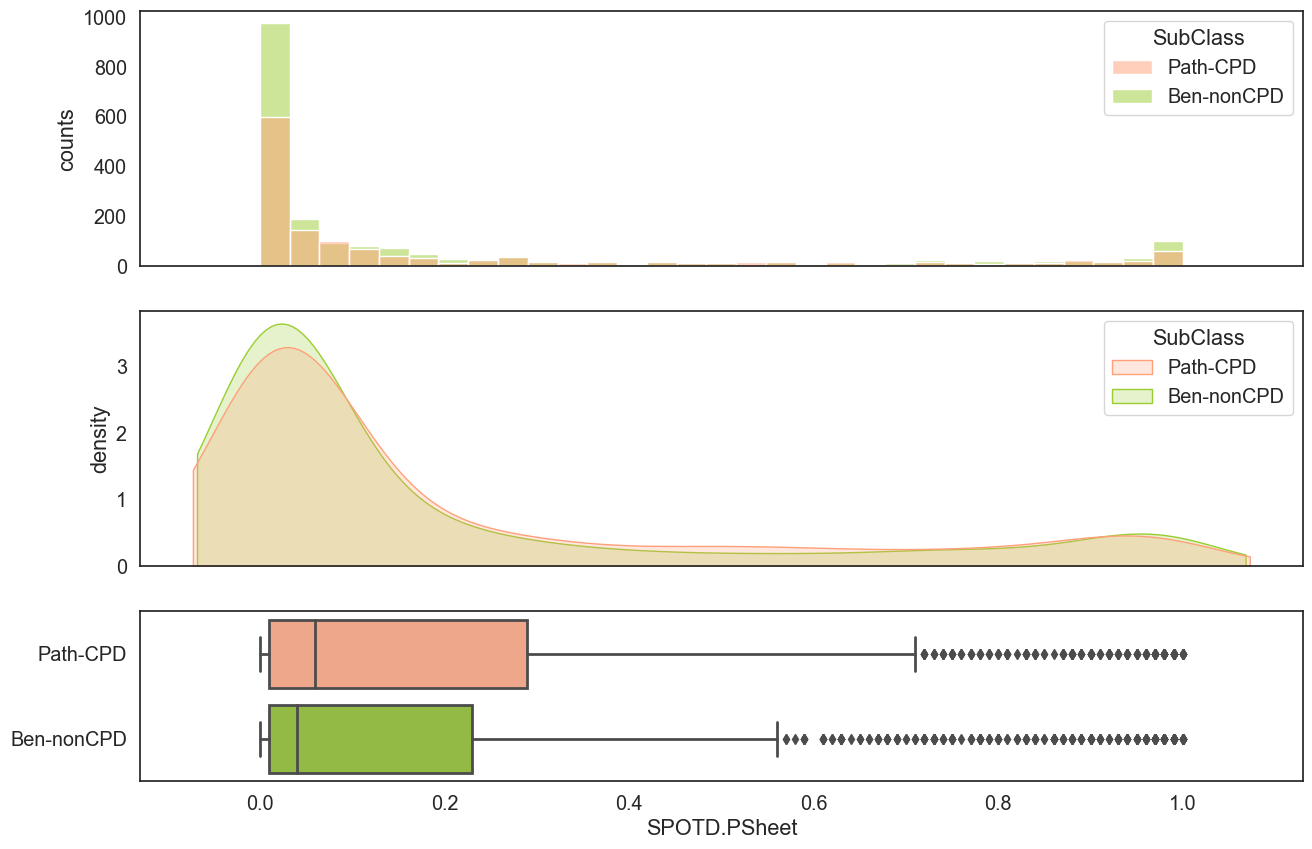 1000
800
600
400
200
0
counts
SubClass
Path-CPD
Ben-nonCPD
3
2
1
0
density
SubClass
Path-CPD
Ben-nonCPD
Path-CPD
Ben-nonCPD
0.0 0.2 0.4 0.6 0.8 1.0
SPOTD.PSheet